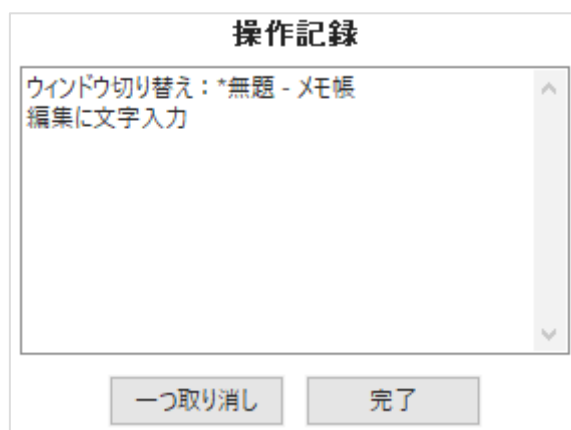 操作記録
ウィンドウ切り替え：*無題 - メモ帳
編集に文字入力
一つ取り消し
完了